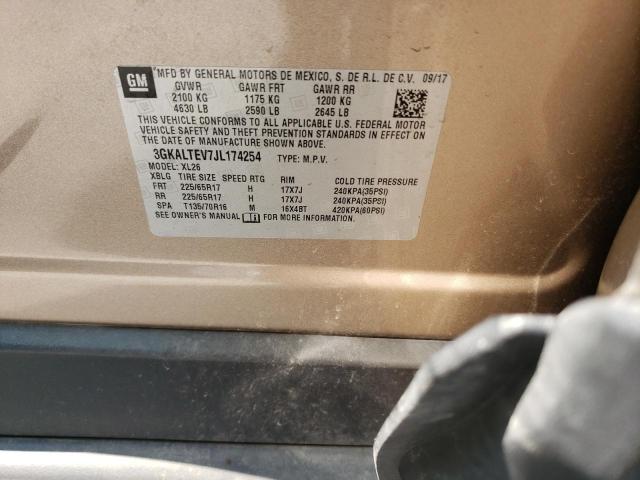 GM
MFD BY GENERAL MOTORS DE MEXICO, S. DE R.L. DE C.V. 09/17
GVWR GAWR FRT GAWR RR
2100 KG 1175 KG 1200 KG
4630 LB 2590 LB 2645 LB
THIS VEHICLE CONFORMS TO ALL APPLICABLE U.S. FEDERAL MOTOR
VEHICLE SAFETY AND THEFT PREVENTION STANDARDS IN EFFECT ON
THE DATE OF MANUFACTURE SHOWN ABOVE.
3GKALTEV7JL174254 TYPE: M.P.V.
MODEL: XL26
XBLG TIRE SIZE SPEED RTG RIM COLD TIRE PRESSURE
FRT 225/65R17 H 17X7J 240KPA(35PSI)
RR 225/65R17 H 17X7J 240KPA(35PSI)
SPA T135/70R16 M 16X4BT 420KPA(60PSI)
SEE OWNER'S MANUAL FOR MORE INFORMATION.